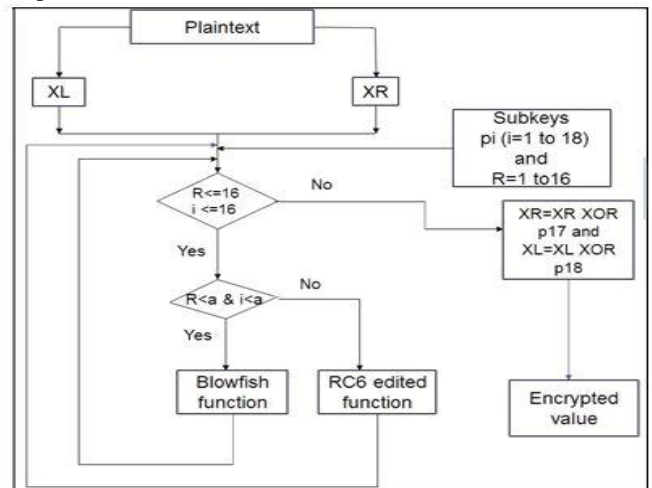 Plaintext
XL
XR
Subkeys
pi (i=1 to 18)
and
R=1 to16
R<=16
i <=16
No
XR=XR XOR
p17 and
XL=XL XOR
p18
Yes
R<a & i<a
No
Yes
Blowfish
function
RC6 edited
function
Encrypted
value